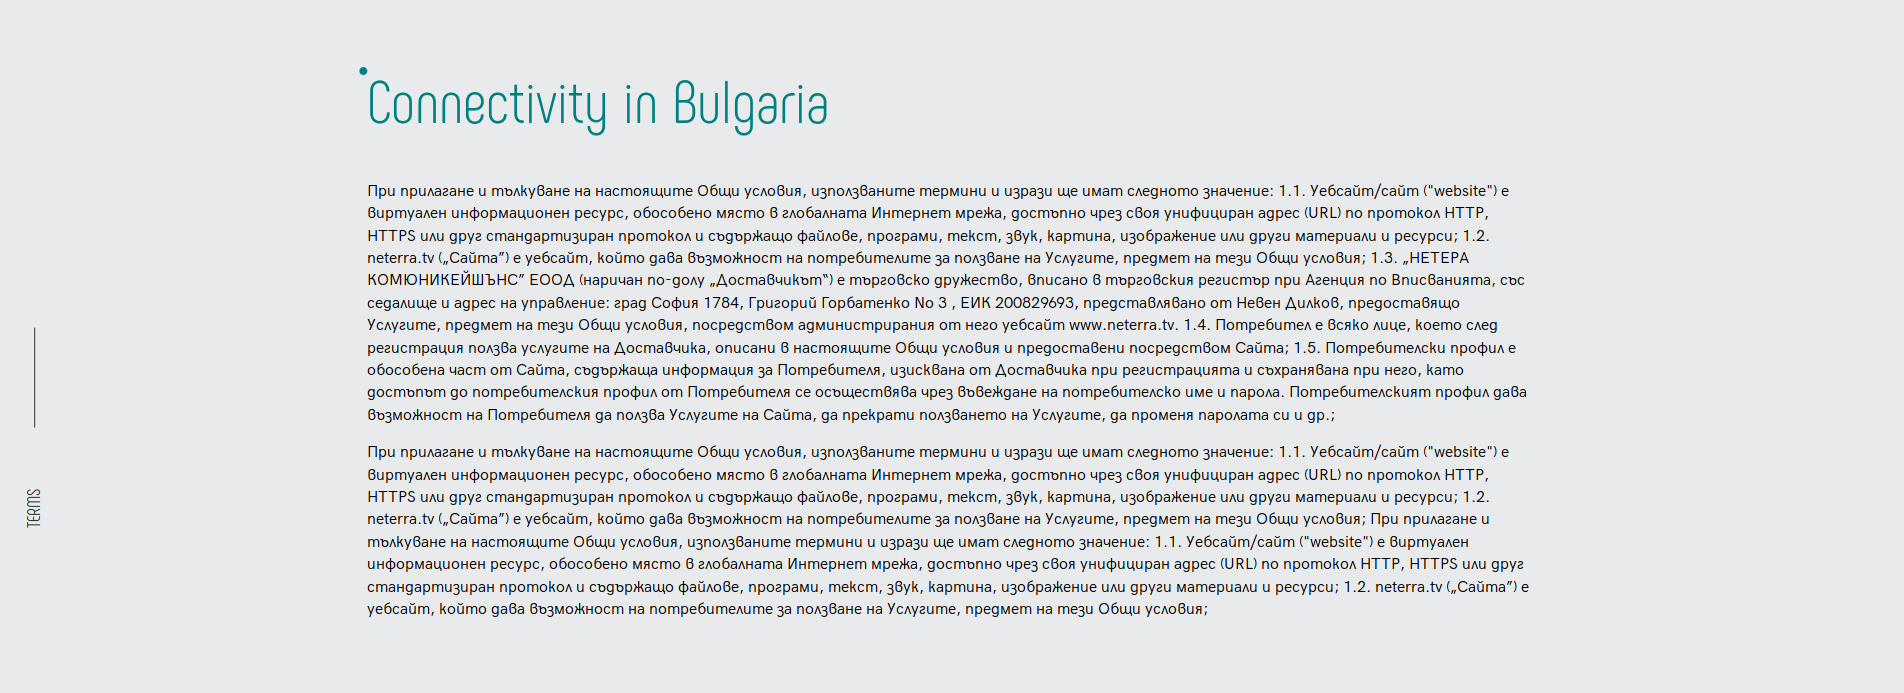 Connectivity in Bulgaria
При прилагане и тълкуване на настоящите Общи условия, използваните термини и изрази ще имат следното значение: 1.1. Уебсайт/сайт ("website") е
виртуален информационен ресурс, обособено място в глобалната Интернет мрежа, достъпно чрез своя унифициран адрес (URL) по протокол HTTP,
HTTPS или друг стандартизиран протокол и съдържащо файлове, програми, текст, звук, картина, изображение или други материали и ресурси; 1.2.
neterra.tv („Сайта”) е уебсайт, който дава възможност на потребителите за ползване на Услугите, предмет на тези Общи условия; 1.3. „НЕТЕРА
КОМЮНИКЕЙШЪНС” ЕООД (наричан по-долу „Доставчикът“) е търговско дружество, вписано в търговския регистър при Агенция по Вписванията, със
седалище и адрес на управление: град София 1784, Григорий Горбатенко No 3 , ЕИК 200829693, представлявано от Невен Дилков, предоставящо
Услугите, предмет на тези Общи условия, посредством администрирания от него уебсайт www.neterra.tv. 1.4. Потребител е всяко лице, което след
регистрация ползва услугите на Доставчика, описани в настоящите Общи условия и предоставени посредством Сайта; 1.5. Потребителски профил е
обособена част от Сайта, съдържаща информация за Потребителя, изисквана от Доставчика при регистрацията и съхранявана при него, като
достъпът до потребителския профил от Потребителя се осъществява чрез въвеждане на потребителско име и парола. Потребителският профил дава
възможност на Потребителя да ползва Услугите на Сайта, да прекрати ползването на Услугите, да променя паролата си и др.;
При прилагане и тълкуване на настоящите Общи условия, използваните термини и изрази ще имат следното значение: 1.1. Уебсайт/сайт ("website") е
виртуален информационен ресурс, обособено място в глобалната Интернет мрежа, достъпно чрез своя унифициран адрес (URL) по протокол HTTP,
HTTPS или друг стандартизиран протокол и съдържащо файлове, програми, текст, звук, картина, изображение или други материали и ресурси; 1.2.
neterra.tv („Сайта”) е уебсайт, който дава възможност на потребителите за ползване на Услугите, предмет на тези Общи условия; При прилагане и
тълкуване на настоящите Общи условия, използваните термини и изрази ще имат следното значение: 1.1. Уебсайт/сайт ("website") е виртуален
информационен ресурс, обособено място в глобалната Интернет мрежа, достъпно чрез своя унифициран адрес (URL) по протокол HTTP, HTTPS или друг
стандартизиран протокол и съдържащо файлове, програми, текст, звук, картина, изображение или други материали и ресурси; 1.2. neterra.tv („Сайта”) е
уебсайт, който дава възможност на потребителите за ползване на Услугите, предмет на тези Общи условия;
TERMS